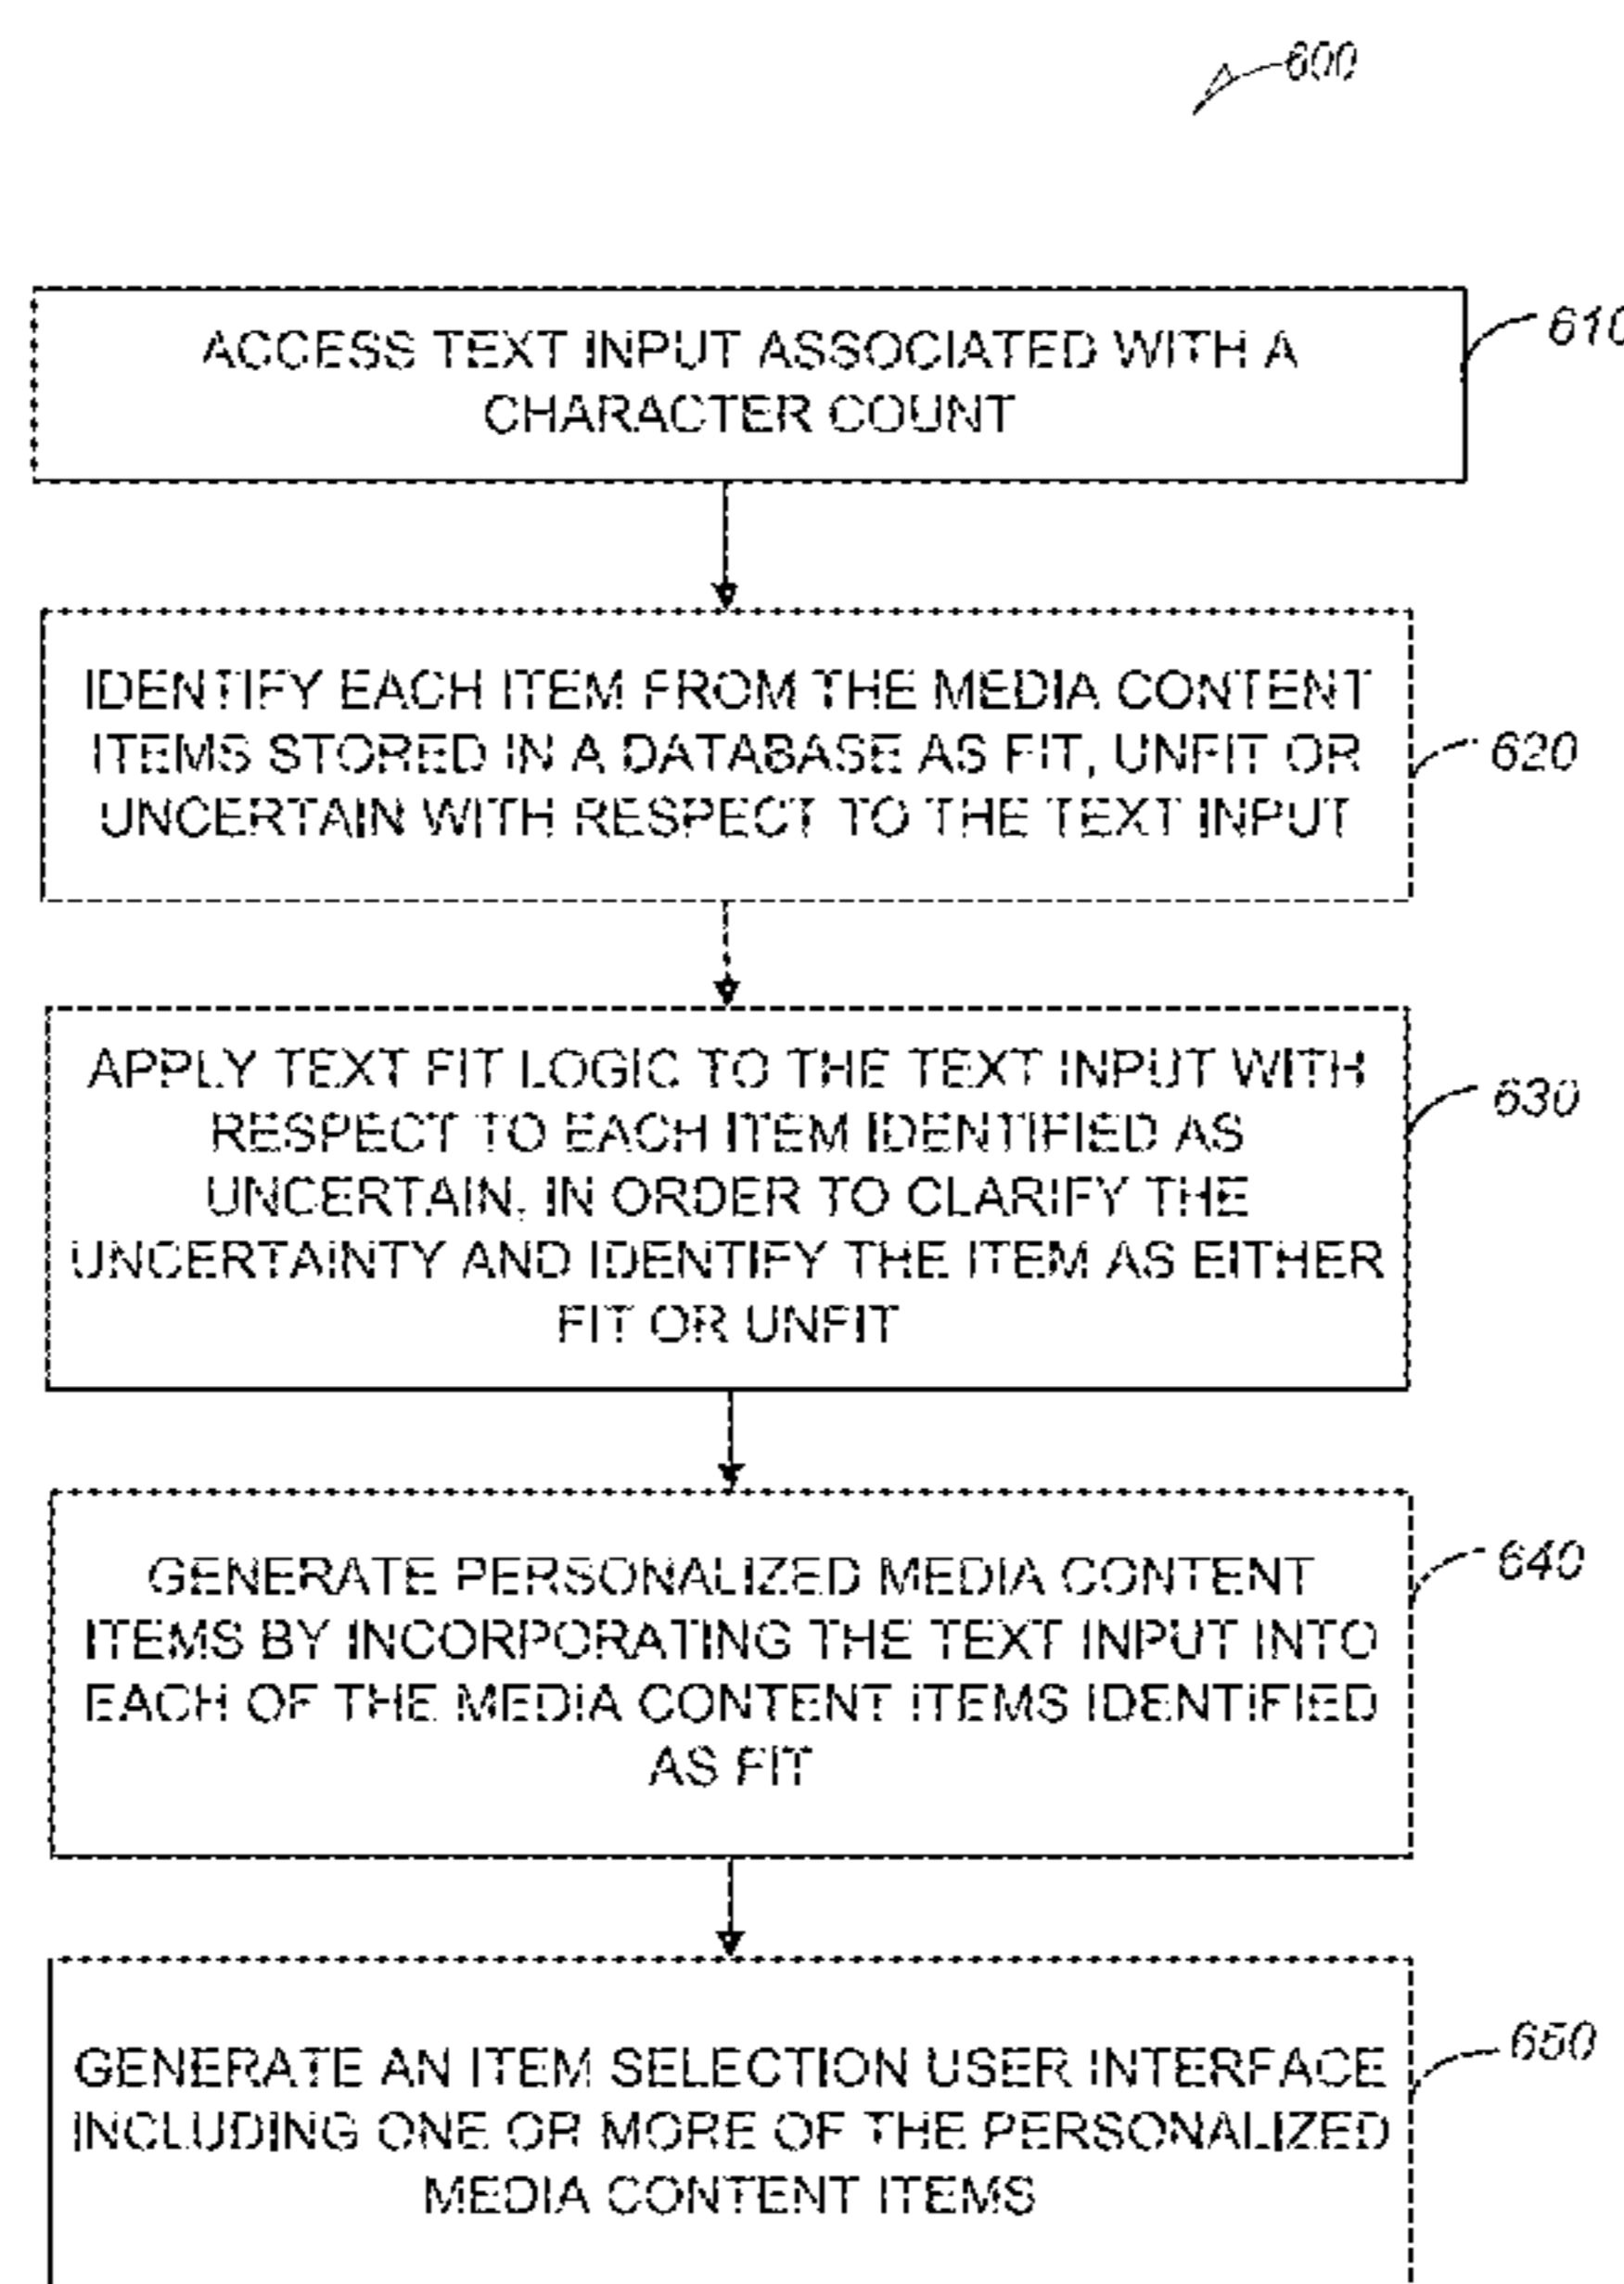 600
ACCESS TEXT INPUT ASSOCIATED WITH A
CHARACTER COUNT
610
IDENTIFY EACH ITEM FROM THE MEDIA CONTENT
ITEMS STORED IN A DATABASE AS FIT, UNFIT OR
UNCERTAIN WITH RESPECT TO THE TEXT INPUT
620
APPLY TEXT FIT LOGIC TO THE TEXT INPUT WITH
RESPECT TO EACH ITEM IDENTIFIED AS
UNCERTAIN, IN ORDER TO CLARIFY THE
UNCERTAINTY AND IDENTIFY THE ITEM AS EITHER
FIT OR UNFIT
630
GENERATE PERSONALIZED MEDIA CONTENT
ITEMS BY INCORPORATING THE TEXT INPUT INTO
EACH OF THE MEDIA CONTENT ITEMS IDENTIFIED
AS FIT
640
GENERATE AN ITEM SELECTION USER INTERFACE
INCLUDING ONE OR MORE OF THE PERSONALIZED
MEDIA CONTENT ITEMS
650